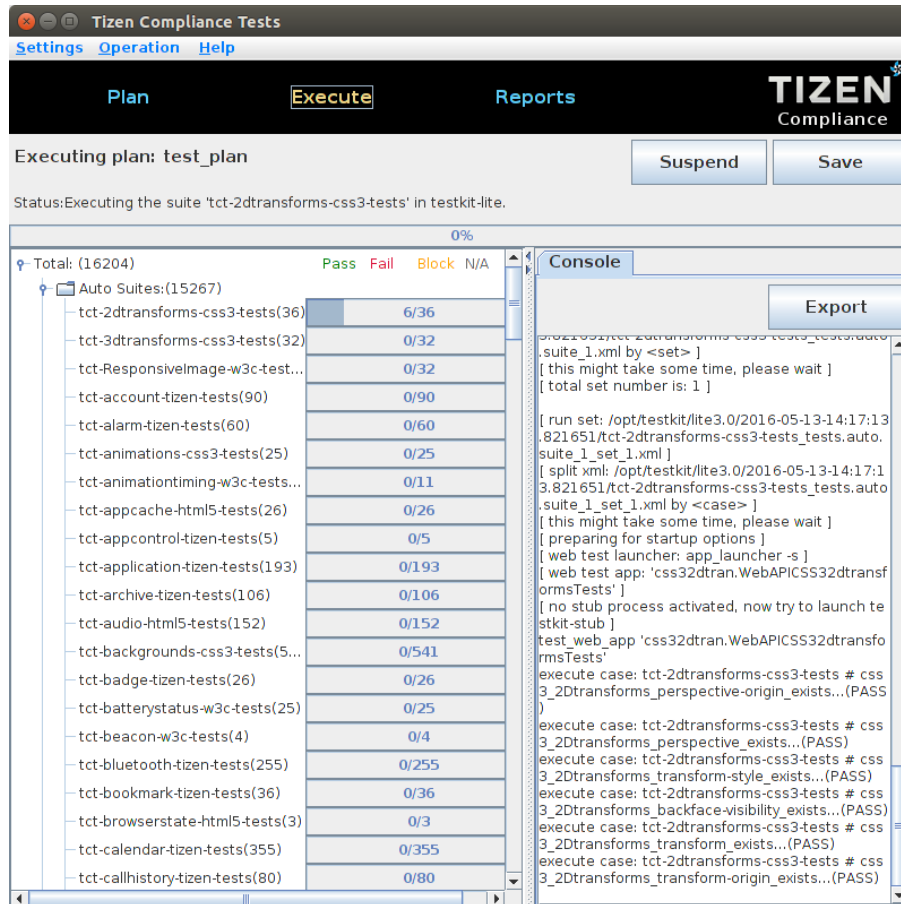 Tizen Compliance Tests
Settings Operation Help
Plan Execute Reports
TIZEN
Compliance
Executing plan: test_plan
Suspend Save
Status:Executing the suite 'tct-2dtransforms-css3-tests' in testkit-lite.
0%
Total: (16204) Pass Fail Block N/A
Auto Suites:(15267)
tct-2dtransforms-css3-tests(36) 6/36
tct-3dtransforms-css3-tests(32) 0/32
tct-ResponsiveImage-w3c-test... 0/32
tct-account-tizen-tests(90) 0/90
tct-alarm-tizen-tests(60) 0/60
tct-animations-css3-tests(25) 0/25
tct-animationtiming-w3c-tests... 0/11
tct-appcache-html5-tests(26) 0/26
tct-appcontrol-tizen-tests(5) 0/5
tct-application-tizen-tests(193) 0/193
tct-archive-tizen-tests(106) 0/106
tct-audio-html5-tests(152) 0/152
tct-backgrounds-css3-tests(5... 0/541
tct-badge-tizen-tests(26) 0/26
tct-batterystatus-w3c-tests(25) 0/25
tct-beacon-w3c-tests(4) 0/4
tct-bluetooth-tizen-tests(255) 0/255
tct-bookmark-tizen-tests(36) 0/36
tct-browserstate-html5-tests(3) 0/3
tct-calendar-tizen-tests(355) 0/355
tct-callhistory-tizen-tests(80) 0/80
Console
Export
3.821651/tct-2dtransforms-css3-tests_tests.auto
.suite_1.xml by <set> ]
[ this might take some time, please wait ]
[ total set number is: 1 ]
[ run set: /opt/testkit/lite3.0/2016-05-13-14:17:13
.821651/tct-2dtransforms-css3-tests_tests.auto.
suite_1_set_1.xml ]
[ split xml: /opt/testkit/lite3.0/2016-05-13-14:17:1
3.821651/tct-2dtransforms-css3-tests_tests.auto
.suite_1_set_1.xml by <case> ]
[ this might take some time, please wait ]
[ preparing for startup options ]
[ web test launcher: app_launcher -s ]
[ web test app: 'css32dtran.WebAPICSS32dtransf
ormsTests' ]
[ no stub process activated, now try to launch te
stkit-stub ]
test_web_app 'css32dtran.WebAPICSS32dtransfo
rmsTests'
execute case: tct-2dtransforms-css3-tests # css
3_2Dtransforms_perspective-origin_exists...(PASS
)
execute case: tct-2dtransforms-css3-tests # css
3_2Dtransforms_perspective_exists...(PASS)
execute case: tct-2dtransforms-css3-tests # css
3_2Dtransforms_transform-style_exists...(PASS)
execute case: tct-2dtransforms-css3-tests # css
3_2Dtransforms_backface-visibility_exists...(PASS)
execute case: tct-2dtransforms-css3-tests # css
3_2Dtransforms_transform_exists...(PASS)
execute case: tct-2dtransforms-css3-tests # css
3_2Dtransforms_transform-origin_exists...(PASS)